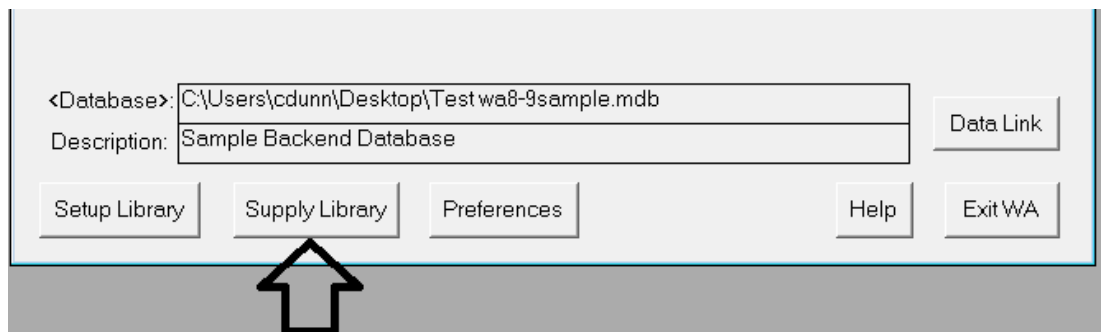 <Database>: C:\Users\cdunn\Desktop\Test wa8-9sample.mdb
Data Link
Description: Sample Backend Database
Setup Library Supply Library Preferences Help Exit WA